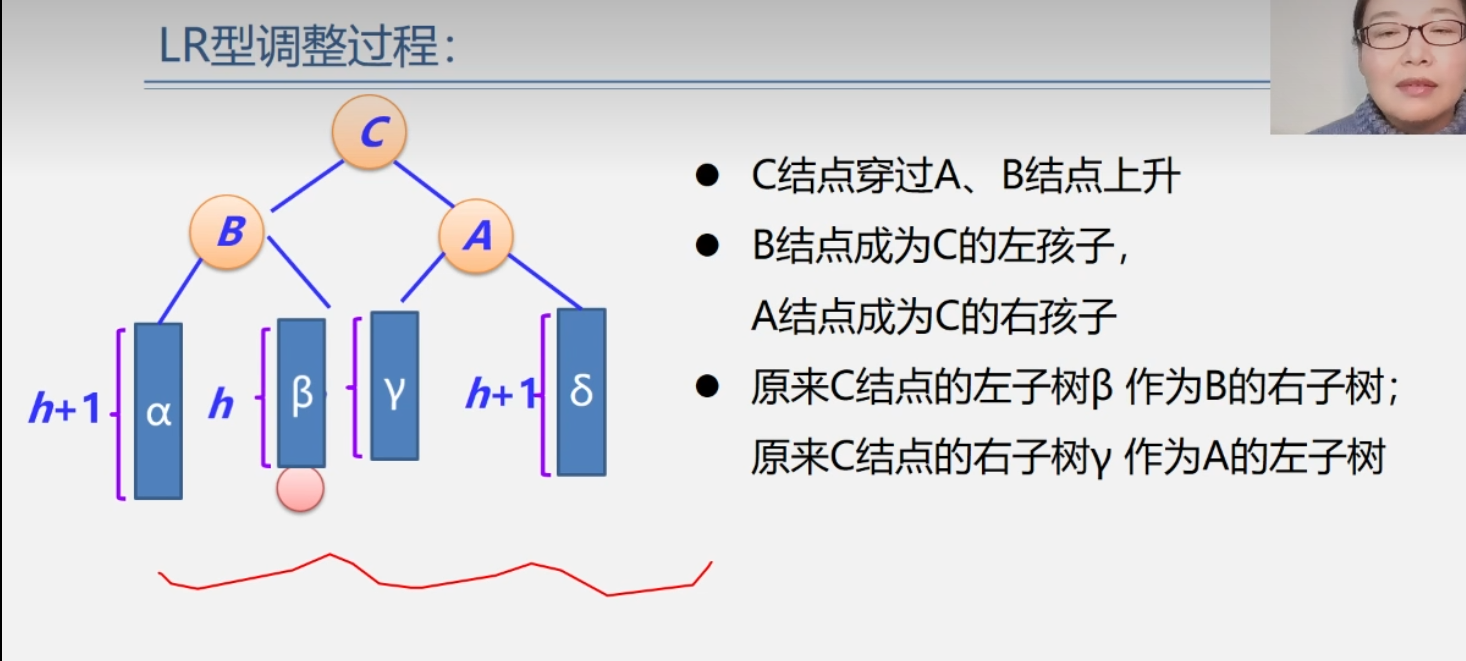 LR型调整过程：
C
B
A
C结点穿过A、B结点上升
B结点成为C的左孩子，
A结点成为C的右孩子
原来C结点的左子树β 作为B的右子树；
原来C结点的右子树γ 作为A的左子树
h+1 α h β γ h+1 δ